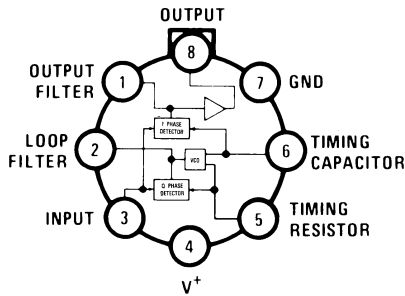 OUTPUT
8
OUTPUT
FILTER
1
7
GND
I PHASE
DETECTOR
LOOP
FILTER
2
VCO
6
TIMING
CAPACITOR
Q PHASE
DETECTOR
INPUT
3
5
TIMING
RESISTOR
4
V+